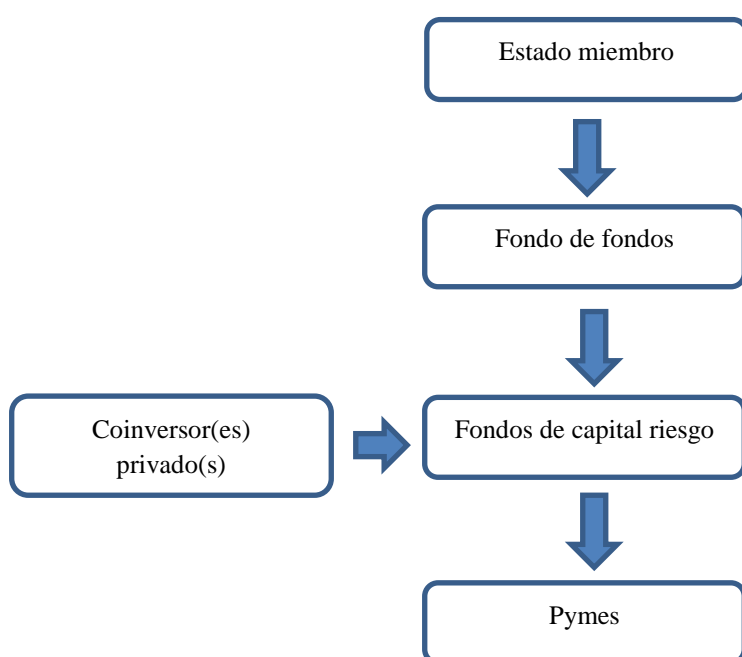 Estado miembro
Fondo de fondos
Coinversor(es)
privado(s)
Fondos de capital riesgo
Pymes